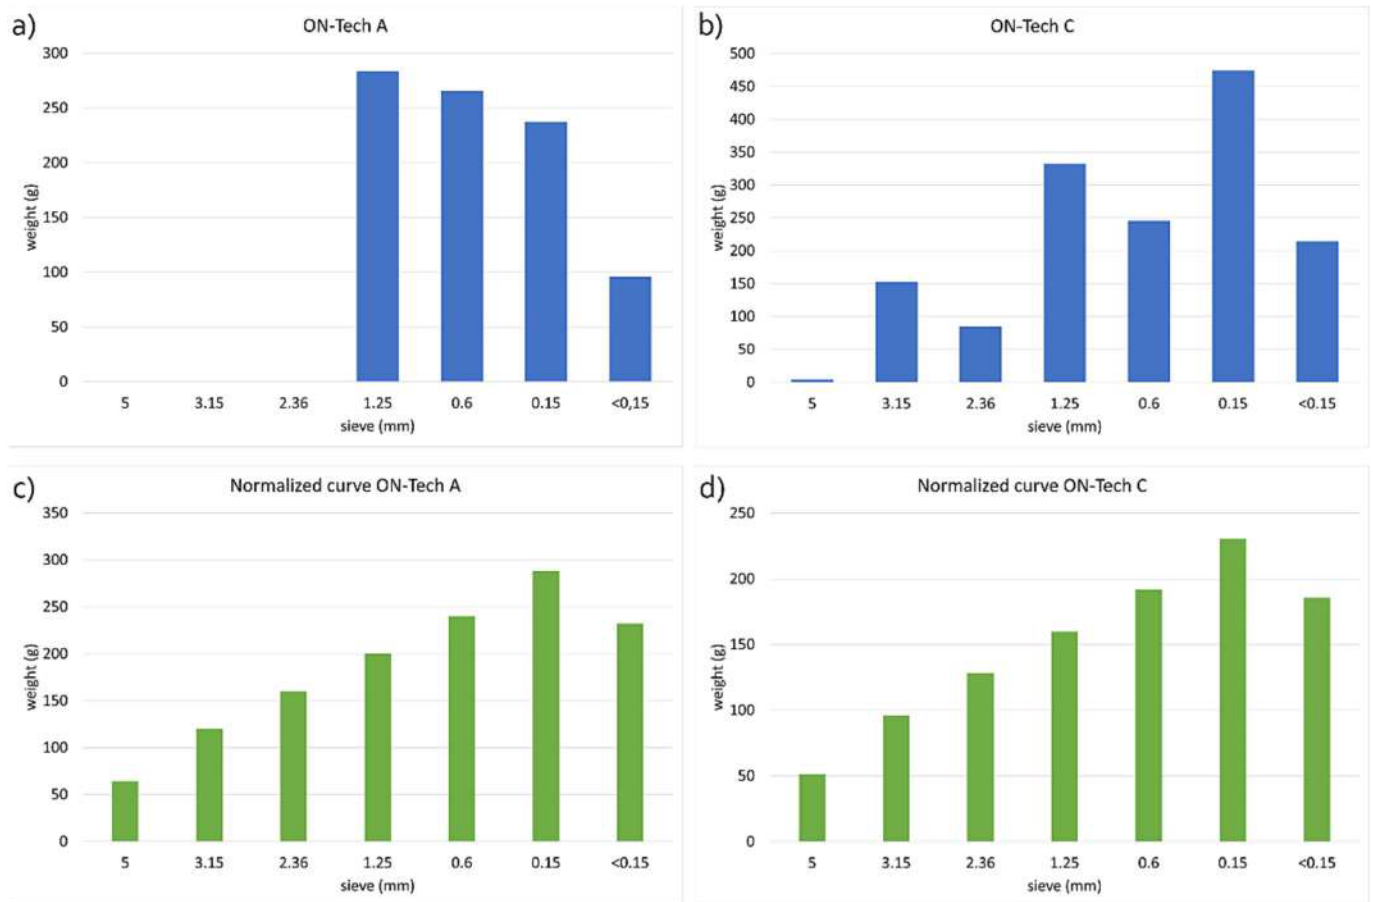 a)
ON-Tech A
300
250
200
150
100
50
0
weight (g)
5 3.15 2.36 1.25 0.6 0.15 <0,15
sieve (mm)
b)
ON-Tech C
500
450
400
350
300
250
200
150
100
50
0
weight (g)
5 3.15 2.36 1.25 0.6 0.15 <0.15
sieve (mm)
c)
Normalized curve ON-Tech A
350
300
250
200
150
100
50
0
weight (g)
5 3.15 2.36 1.25 0.6 0.15 <0.15
sieve (mm)
d)
Normalized curve ON-Tech C
250
200
150
100
50
0
weight (g)
5 3.15 2.36 1.25 0.6 0.15 <0.15
sieve (mm)